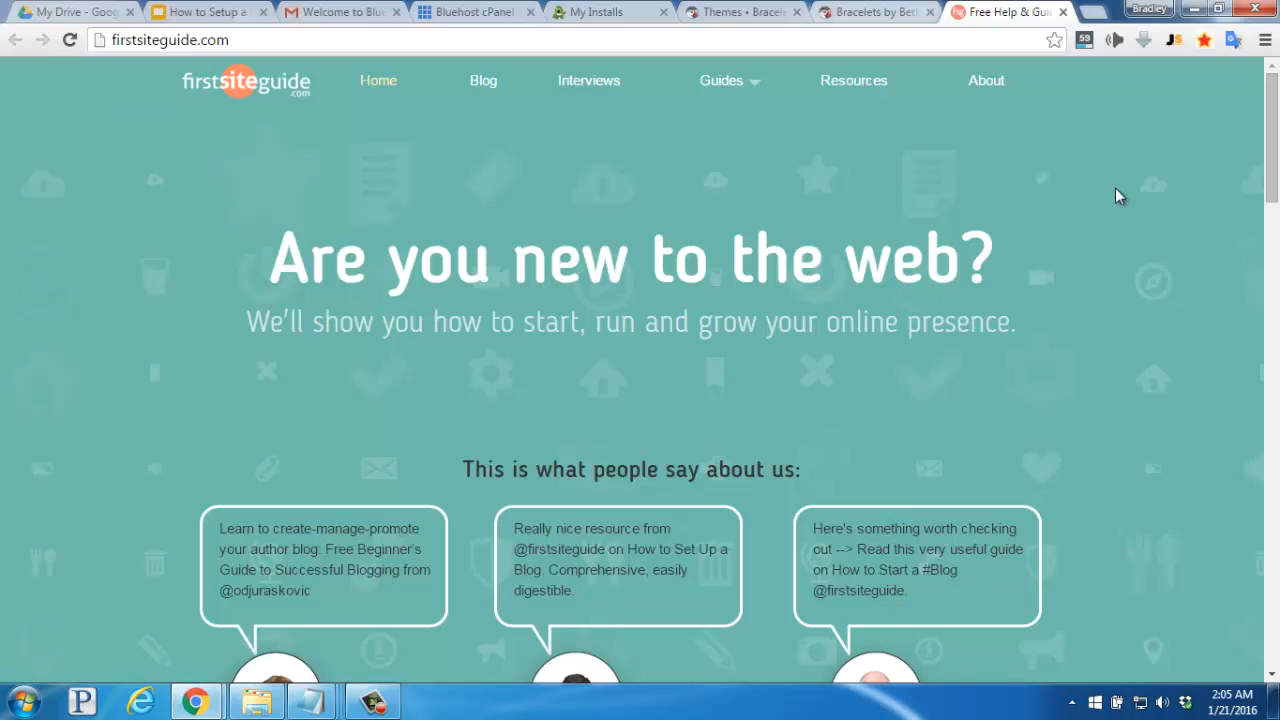 My Drive - Goog
How to Setup a
Welcome to Blue
Bluehost cPanel
My Installs
Themes • Bracele
Bracelets by Bet
Free Help & Gui
Bradley
firstsiteguide.com
59
JS
firstsiteguide
.com
Home
Blog
Interviews
Guides
Resources
About
Are you new to the web?
We'll show you how to start, run and grow your online presence.
This is what people say about us:
Learn to create-manage-promote
your author blog: Free Beginner's
Guide to Successful Blogging from
@odjuraskovic
Really nice resource from
@firstsiteguide on How to Set Up a
Blog. Comprehensive, easily
digestible.
Here's something worth checking
out --> Read this very useful guide
on How to Start a #Blog
@firstsiteguide.
P
2:05 AM
1/21/2016